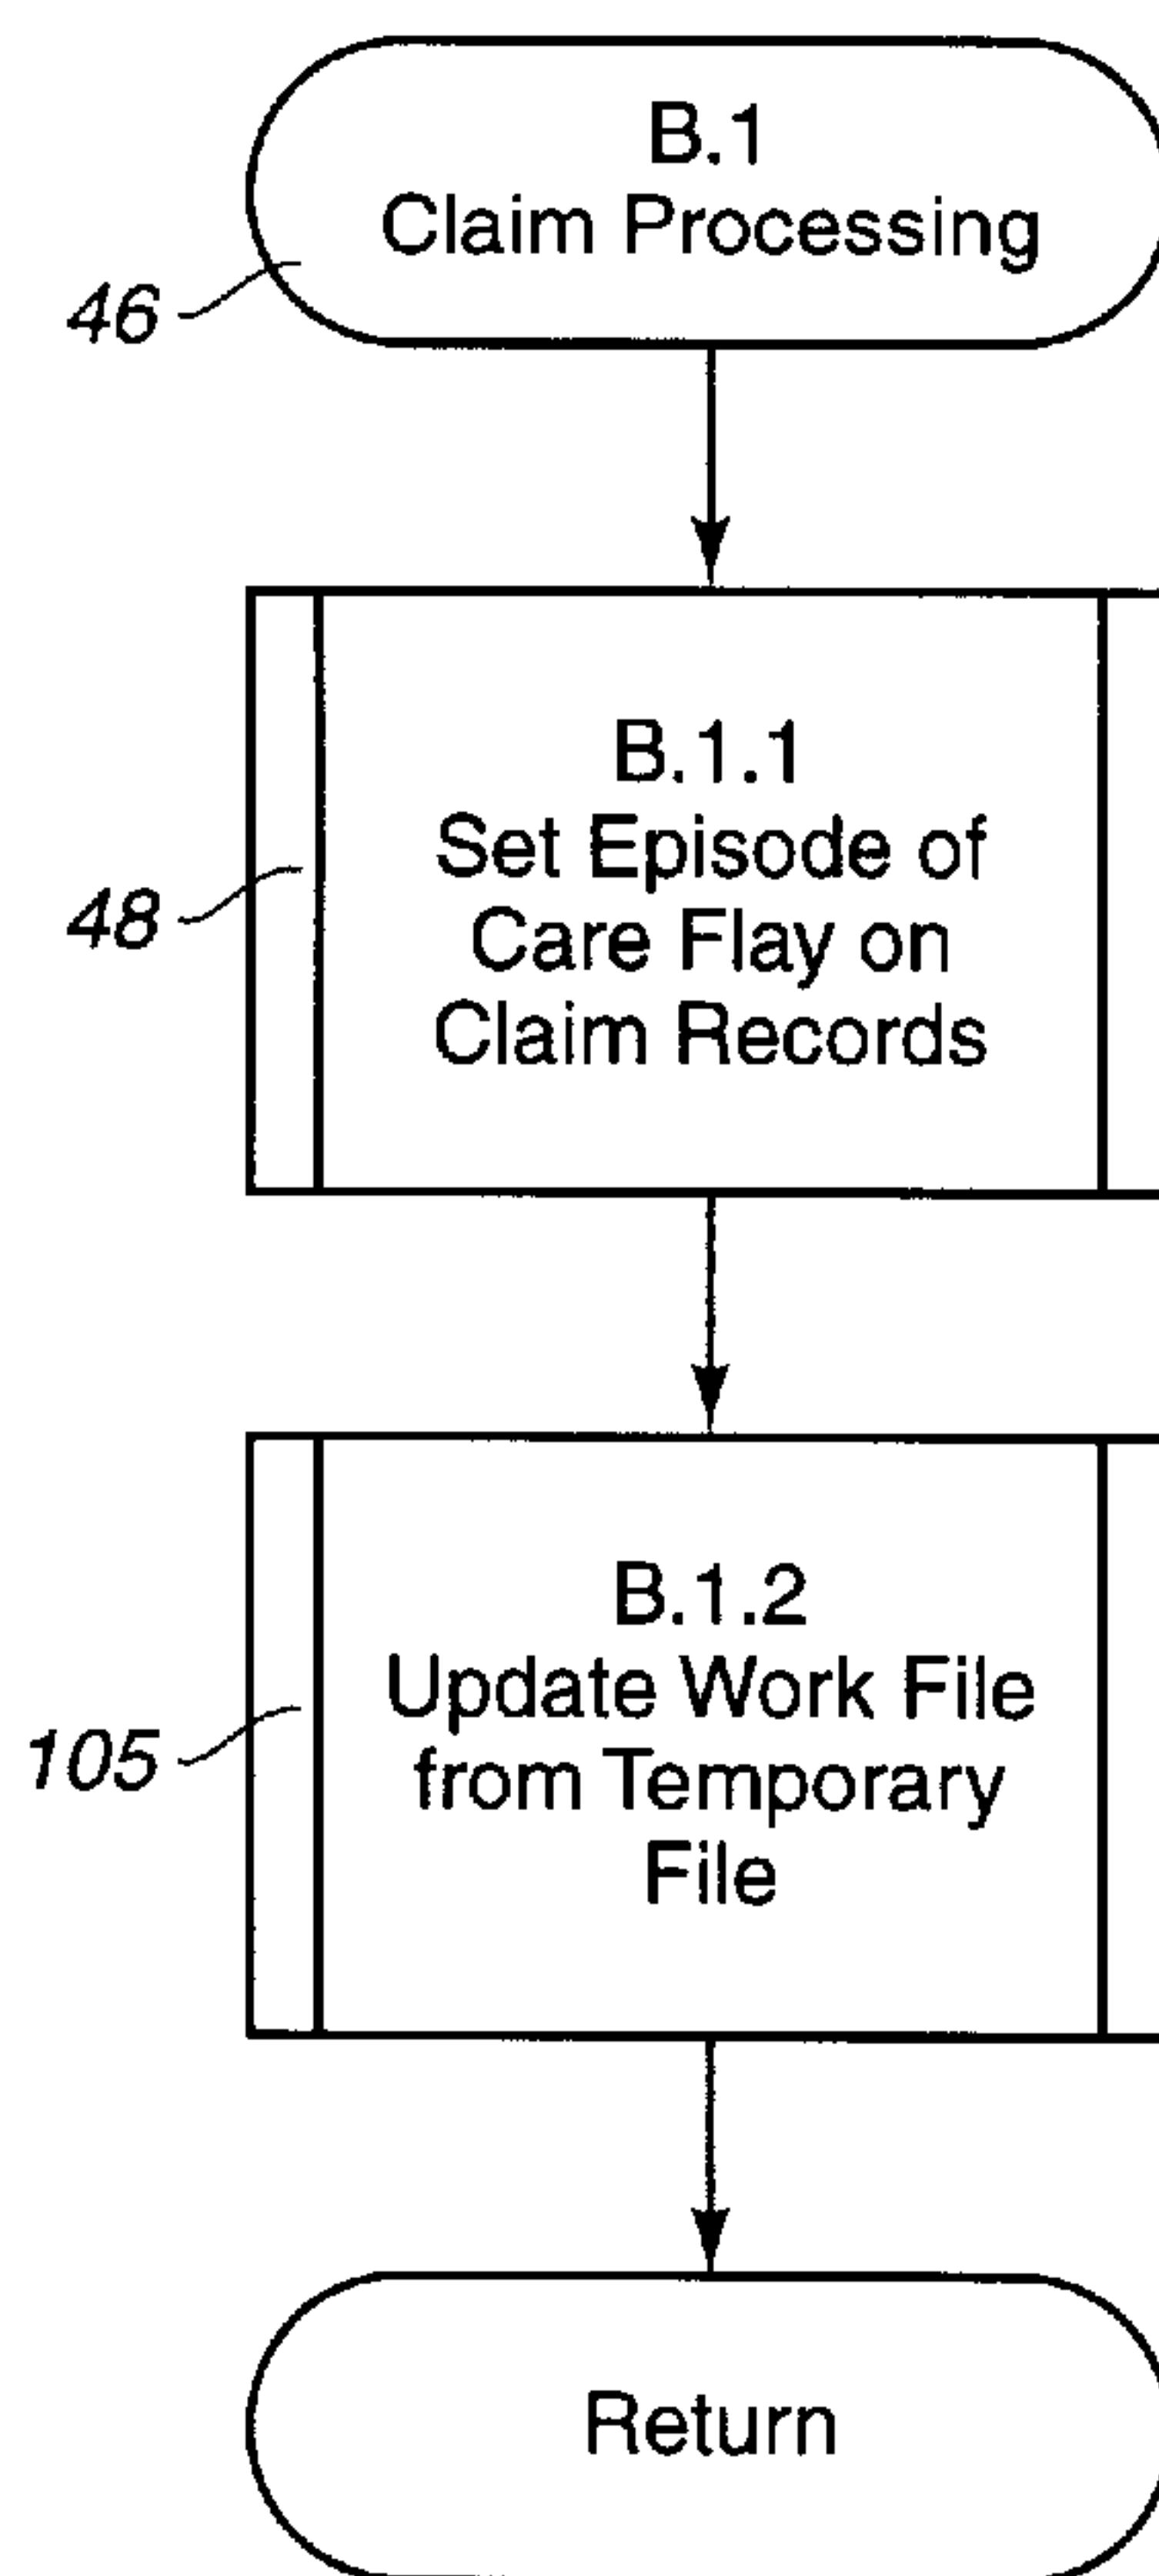 B.1
Claim Processing
46
B.1.1
Set Episode of
Care Flay on
Claim Records
48
B.1.2
Update Work File
from Temporary
File
105
Return